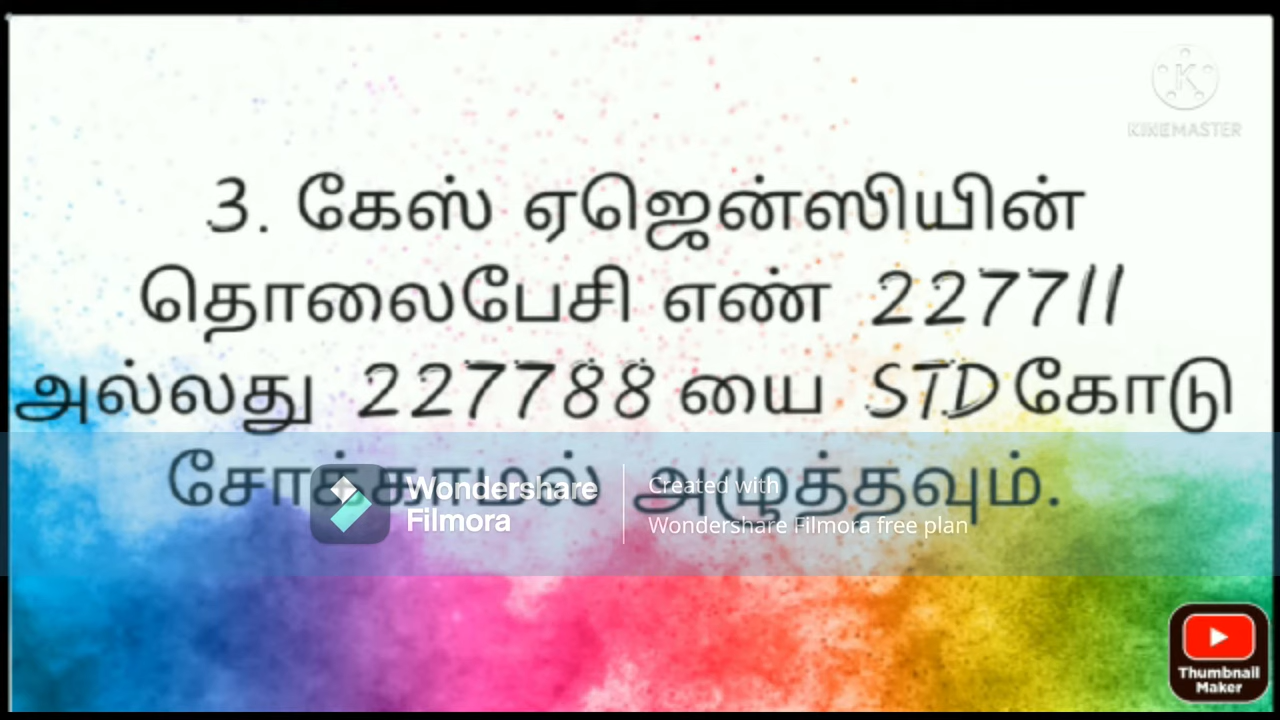 KINEMASTER
3. கேஸ் ஏஜென்ஸியின்
தொலைபேசி எண் 227711
அல்லது 227788 யை STDகோடு
சேர்க்காமல் அழுத்தவும்.
Wondershare
Filmora
Created with
Wondershare Filmora free plan
Thumbnail
Maker